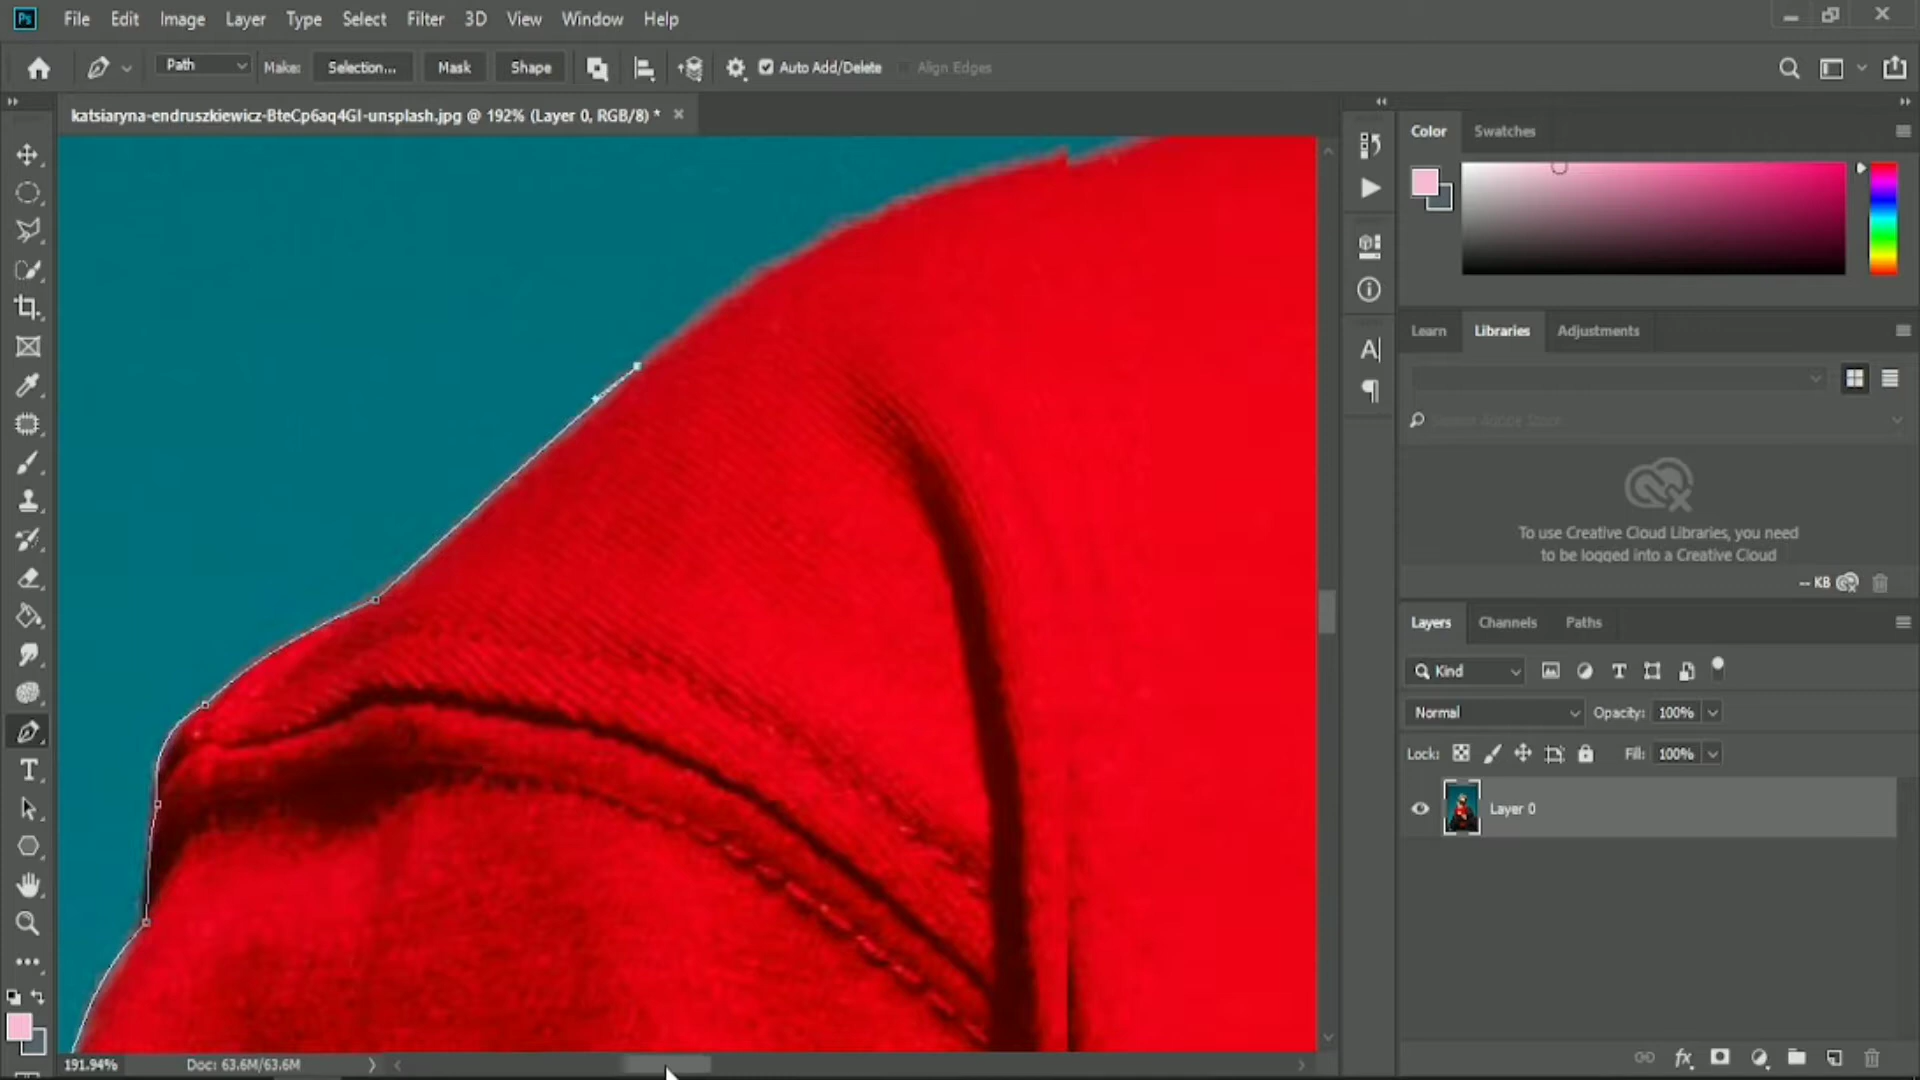 Ps File Edit Image Layer Type Select Filter 3D View Window Help
Path Make: Selection... Mask Shape Auto Add/Delete Align Edges
katsiaryna-endruszkiewicz-BteCp6aq4GI-unsplash.jpg @ 192% (Layer 0, RGB/8) *
Color Swatches
Learn Libraries Adjustments
Search Adobe Stock
To use Creative Cloud Libraries, you need
to be logged into a Creative Cloud
-- KB
Layers Channels Paths
Kind
Normal Opacity: 100%
Lock: Fill: 100%
Layer 0
191.94% Doc: 63.6M/63.6M